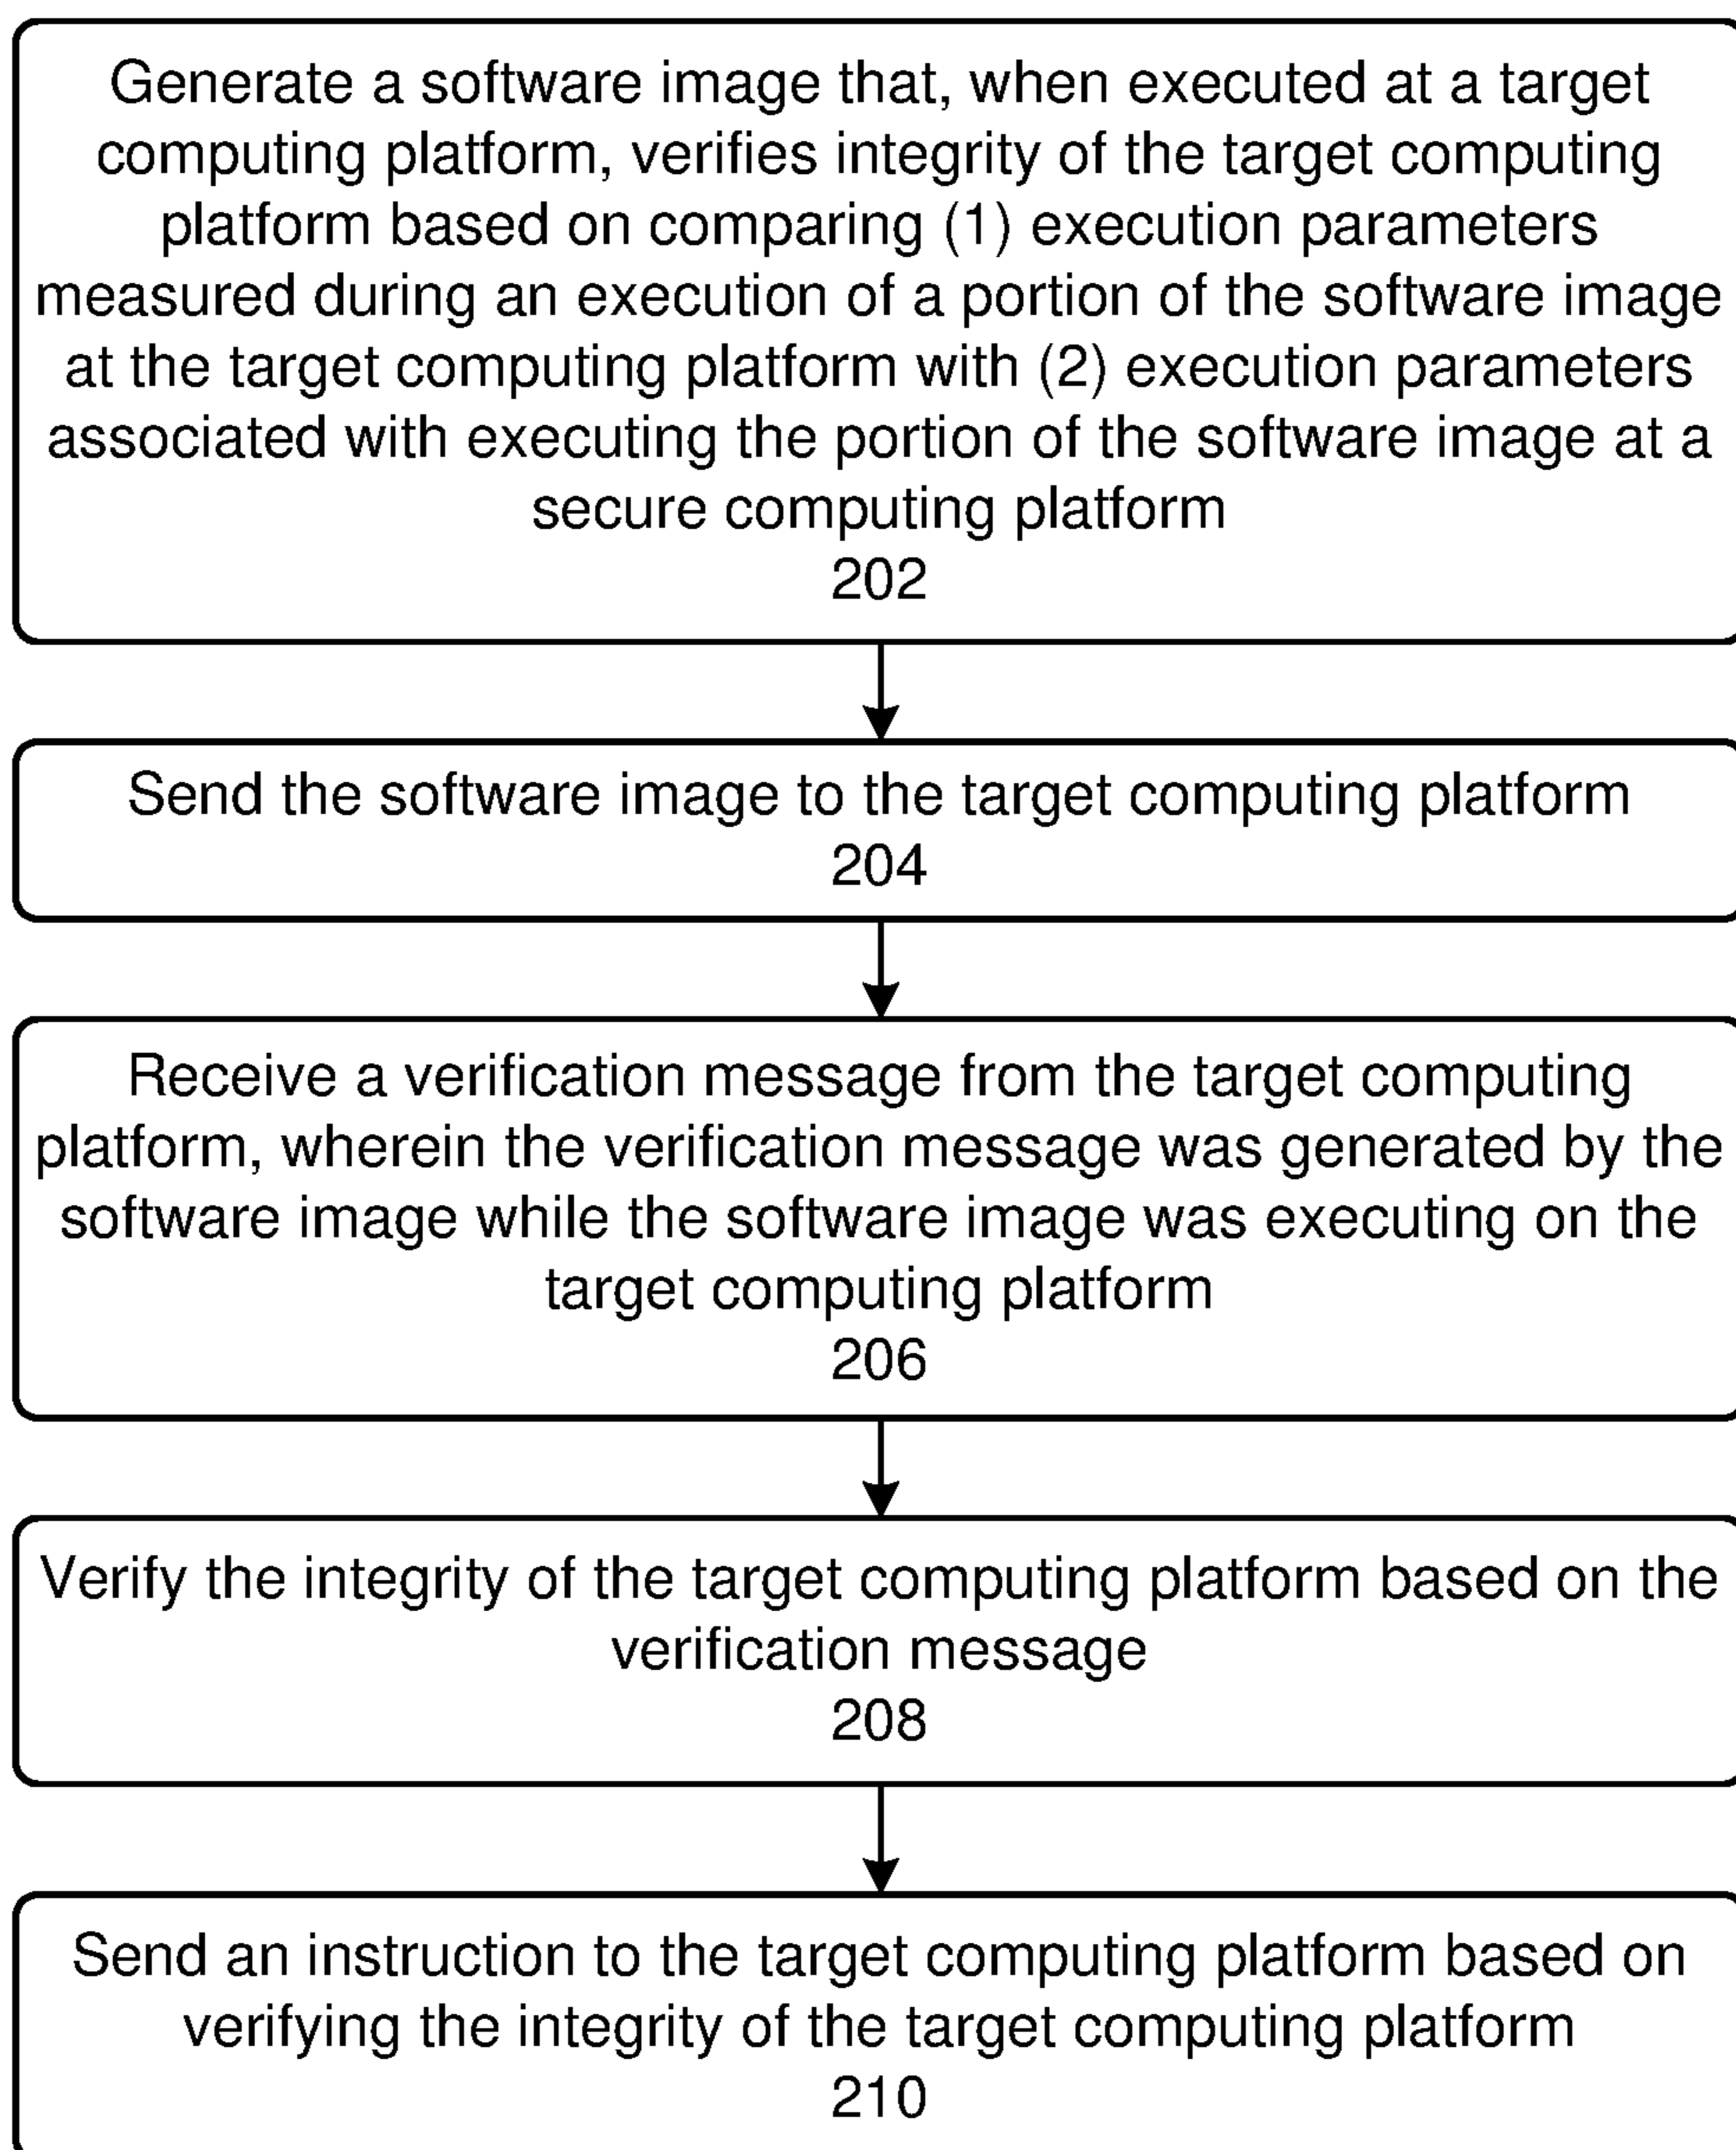 Generate a software image that, when executed at a target
computing platform, verifies integrity of the target computing
platform based on comparing (1) execution parameters
measured during an execution of a portion of the software image
at the target computing platform with (2) execution parameters
associated with executing the portion of the software image at a
secure computing platform
202
Send the software image to the target computing platform
204
Receive a verification message from the target computing
platform, wherein the verification message was generated by the
software image while the software image was executing on the
target computing platform
206
Verify the integrity of the target computing platform based on the
verification message
208
Send an instruction to the target computing platform based on
verifying the integrity of the target computing platform
210